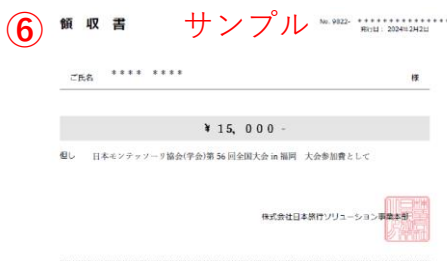 ⑥ 領 収 書 サンプル No. 9022- ***************
発行日： 2024年2月2日
ご氏名 **** **** 様
¥15,000-
但し 日本モンテッソーリ協会(学会)第56回全国大会 in 福岡 大会参加費として
株式会社日本旅行ソリューション事業本部